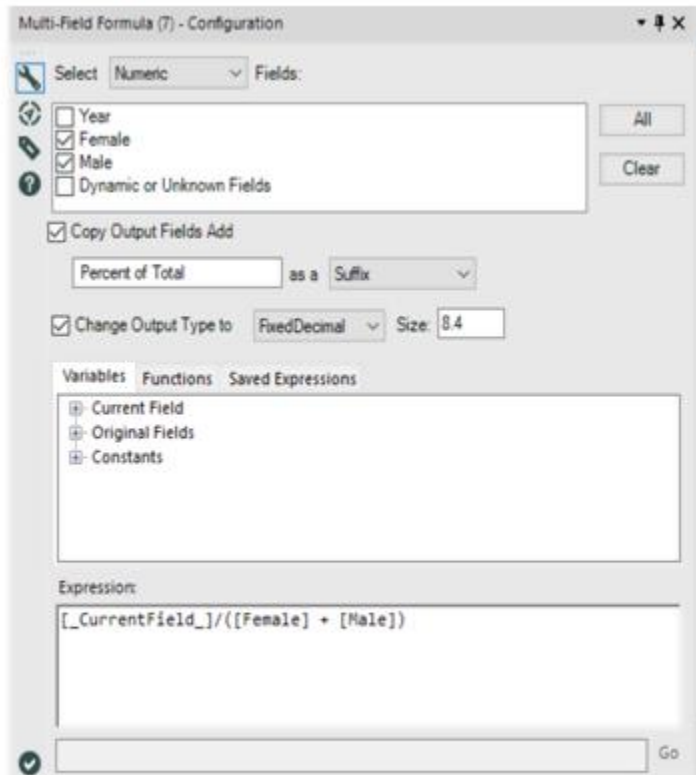 Multi-Field Formula (7) - Configuration
Select Numeric Fields:
Year
Female
Male
Dynamic or Unknown Fields
All
Clear
Copy Output Fields Add
Percent of Total as a Suffix
Change Output Type to FixedDecimal Size: 8.4
Variables Functions Saved Expressions
Current Field
Original Fields
Constants
Expression:
[_CurrentField_]/([Female] + [Male])
Go